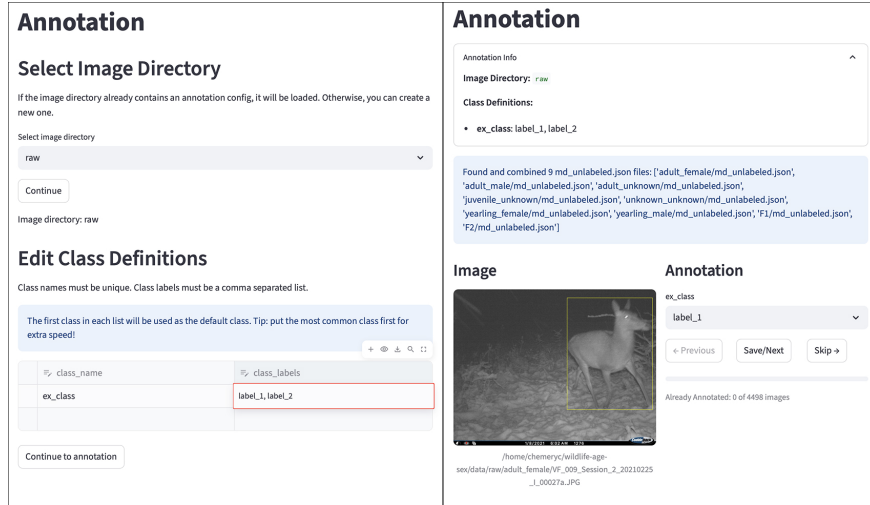 Annotation
Select Image Directory
If the image directory already contains an annotation config, it will be loaded. Otherwise, you can create a
new one.
Select image directory
raw
Continue
Image directory: raw
Edit Class Definitions
Class names must be unique. Class labels must be a comma separated list.
The first class in each list will be used as the default class. Tip: put the most common class first for
extra speed!
class_name
class_labels
ex_class
label_1, label_2
Continue to annotation
Annotation
Annotation Info
Image Directory: raw
Class Definitions:
• ex_class: label_1, label_2
Found and combined 9 md_unlabeled.json files: ['adult_female/md_unlabeled.json',
'adult_male/md_unlabeled.json', 'adult_unknown/md_unlabeled.json',
'juvenile_unknown/md_unlabeled.json', 'unknown_unknown/md_unlabeled.json',
'yearling_female/md_unlabeled.json', 'yearling_male/md_unlabeled.json', 'F1/md_unlabeled.json',
'F2/md_unlabeled.json']
Image
1/8/2021 5:02AM 1276
/home/chemeryc/wildlife-age-
sex/data/raw/adult_female/VF_009_Session_2_20210225
_I_00027a.JPG
Annotation
ex_class
label_1
← Previous
Save/Next
Skip →
Already Annotated: 0 of 4498 images